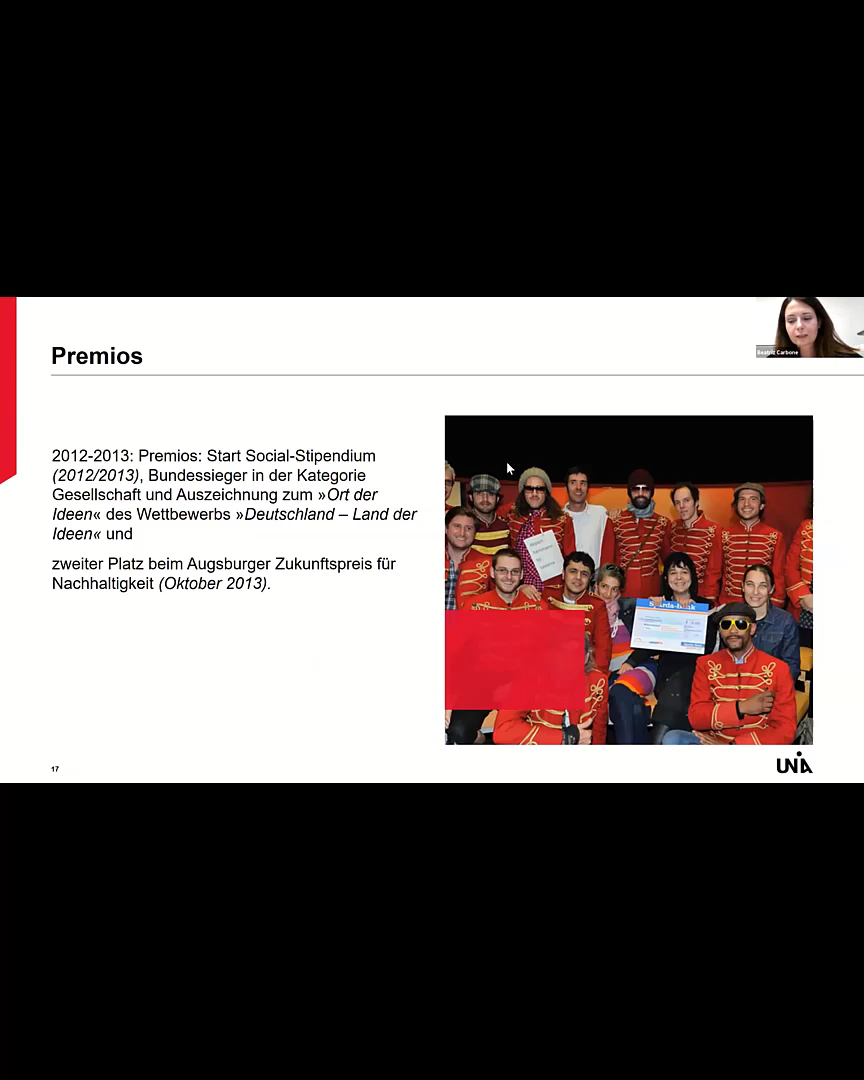 Beatriz Carbone
Premios
2012-2013: Premios: Start Social-Stipendium
(2012/2013), Bundessieger in der Kategorie
Gesellschaft und Auszeichnung zum »Ort der
Ideen« des Wettbewerbs »Deutschland – Land der
Ideen« und
zweiter Platz beim Augsburger Zukunftspreis für
Nachhaltigkeit (Oktober 2013).
Sparda-Bank
17
UNIA